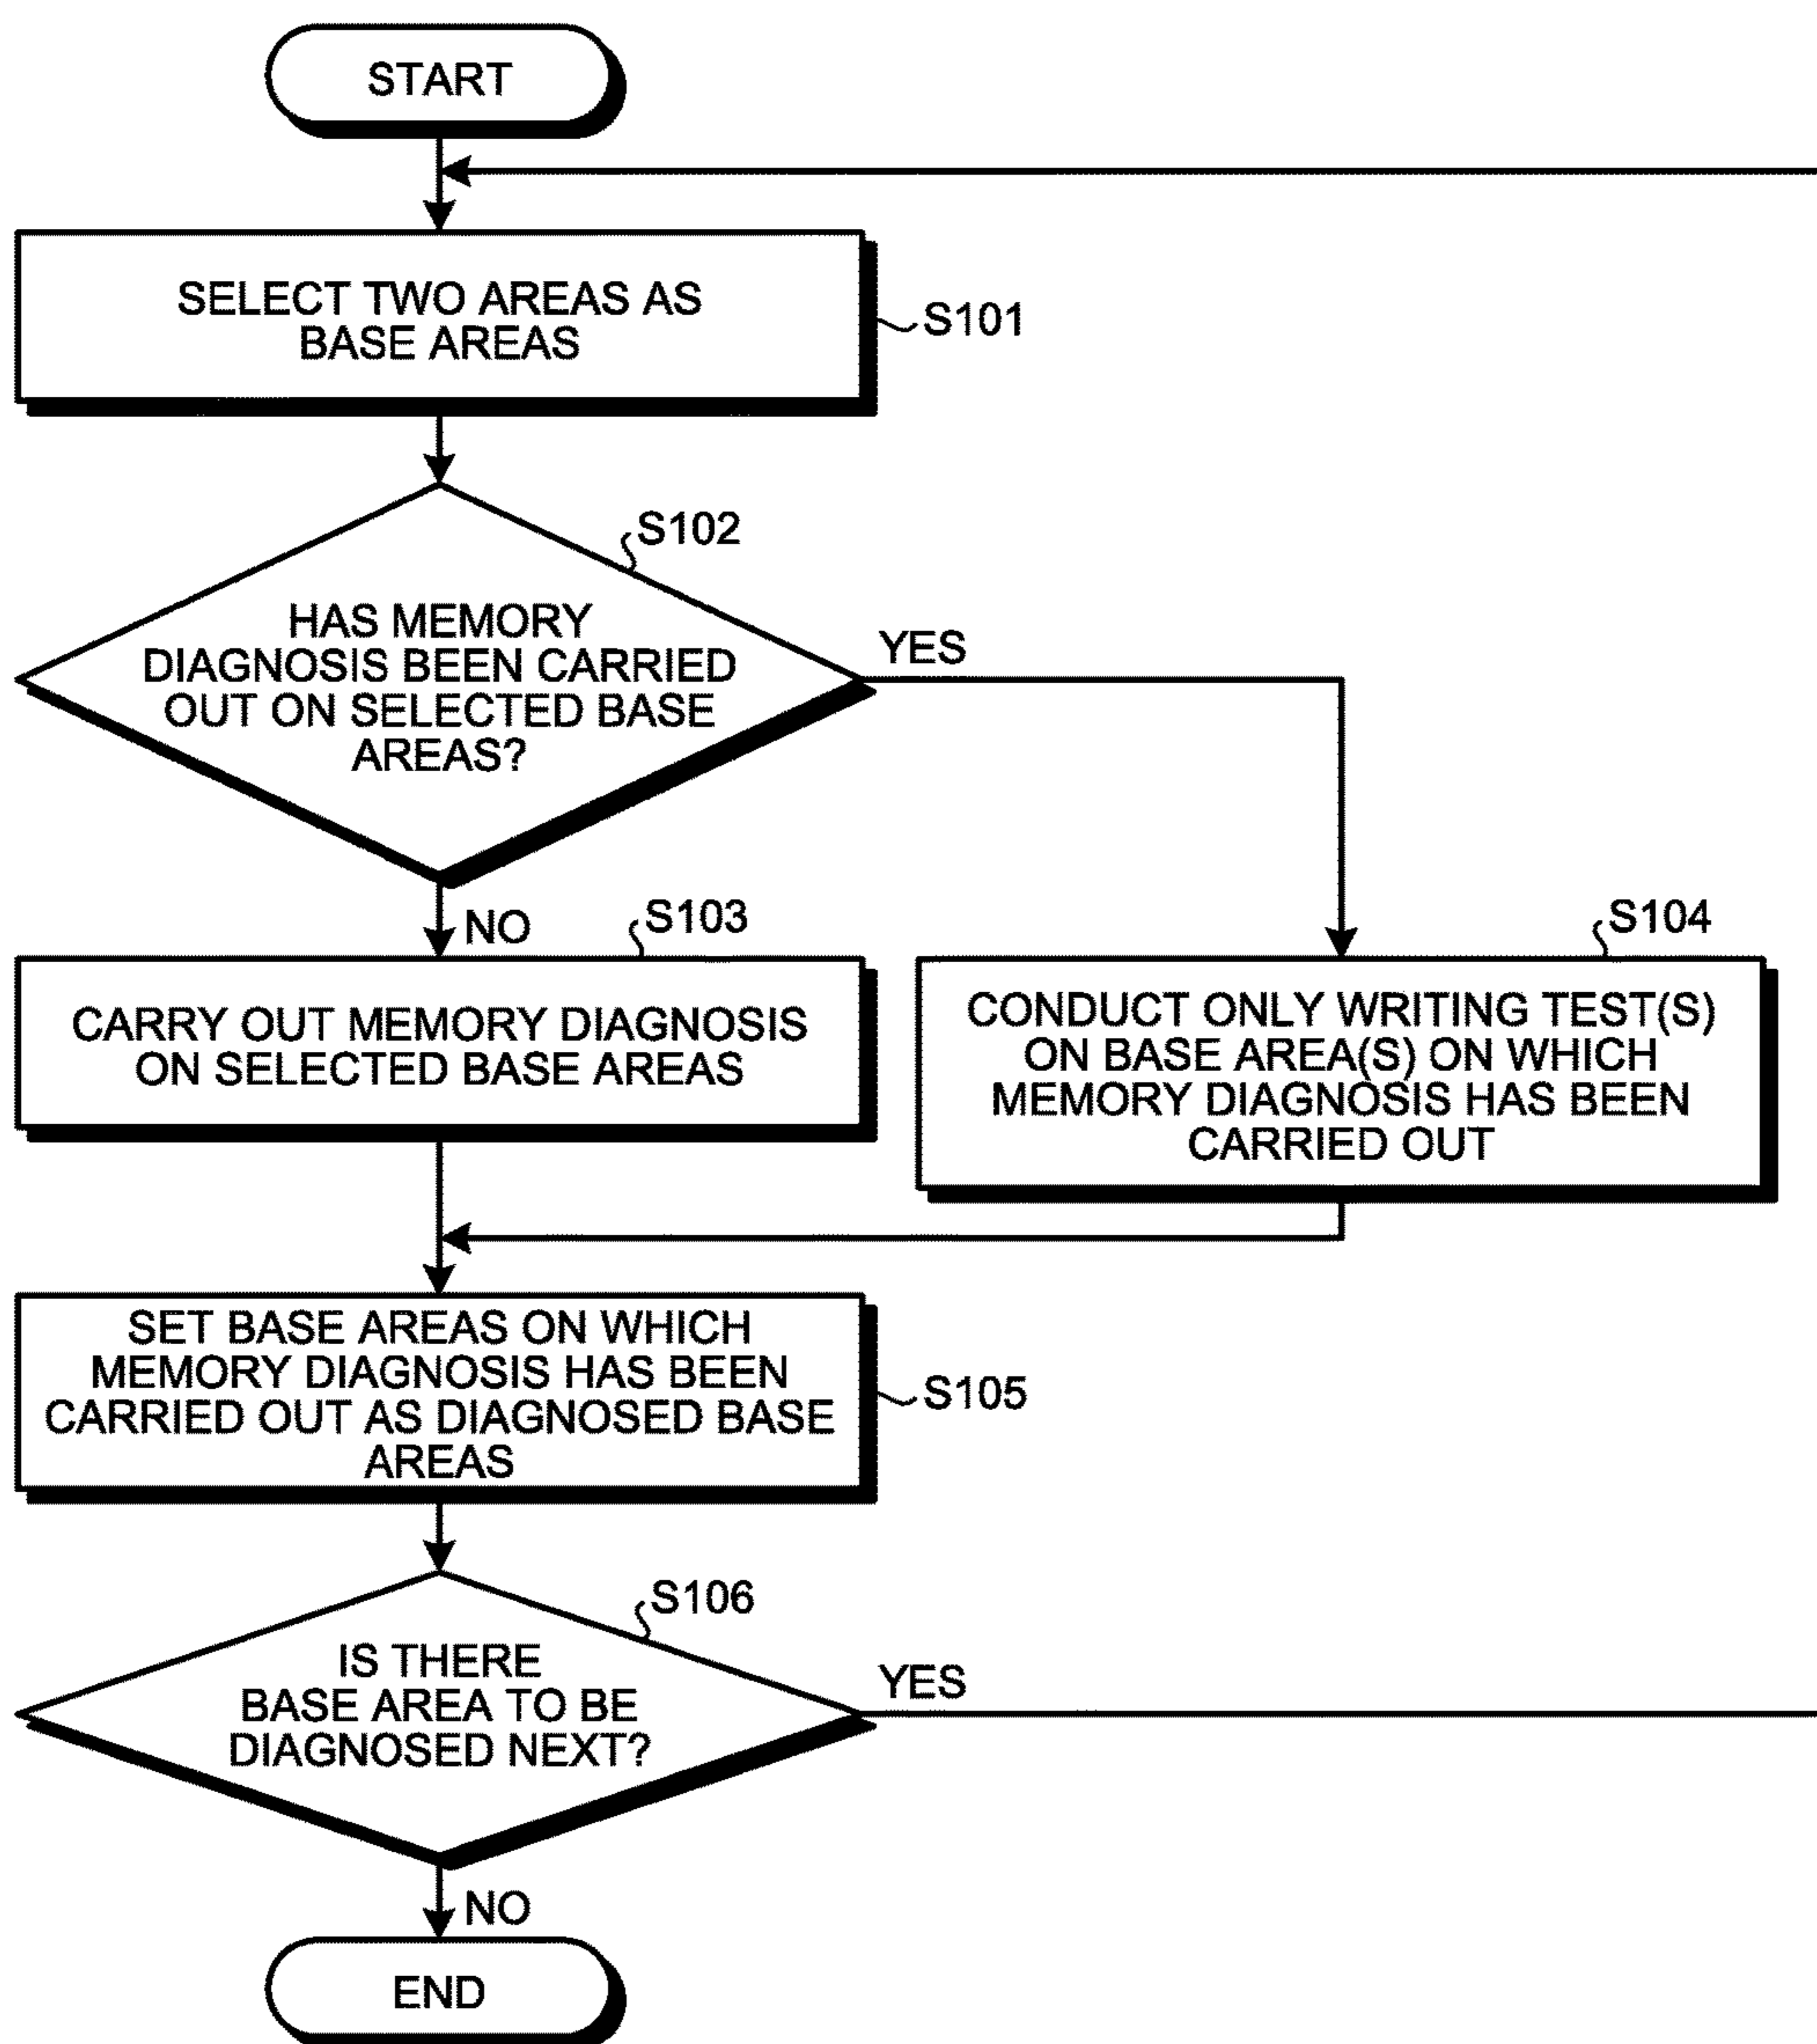 START
SELECT TWO AREAS AS
BASE AREAS
S101
S102
HAS MEMORY
DIAGNOSIS BEEN CARRIED
OUT ON SELECTED BASE
AREAS?
YES
NO
S103
CARRY OUT MEMORY DIAGNOSIS
ON SELECTED BASE AREAS
S104
CONDUCT ONLY WRITING TEST(S)
ON BASE AREA(S) ON WHICH
MEMORY DIAGNOSIS HAS BEEN
CARRIED OUT
SET BASE AREAS ON WHICH
MEMORY DIAGNOSIS HAS BEEN
CARRIED OUT AS DIAGNOSED BASE
AREAS
S105
S106
IS THERE
BASE AREA TO BE
DIAGNOSED NEXT?
YES
NO
END